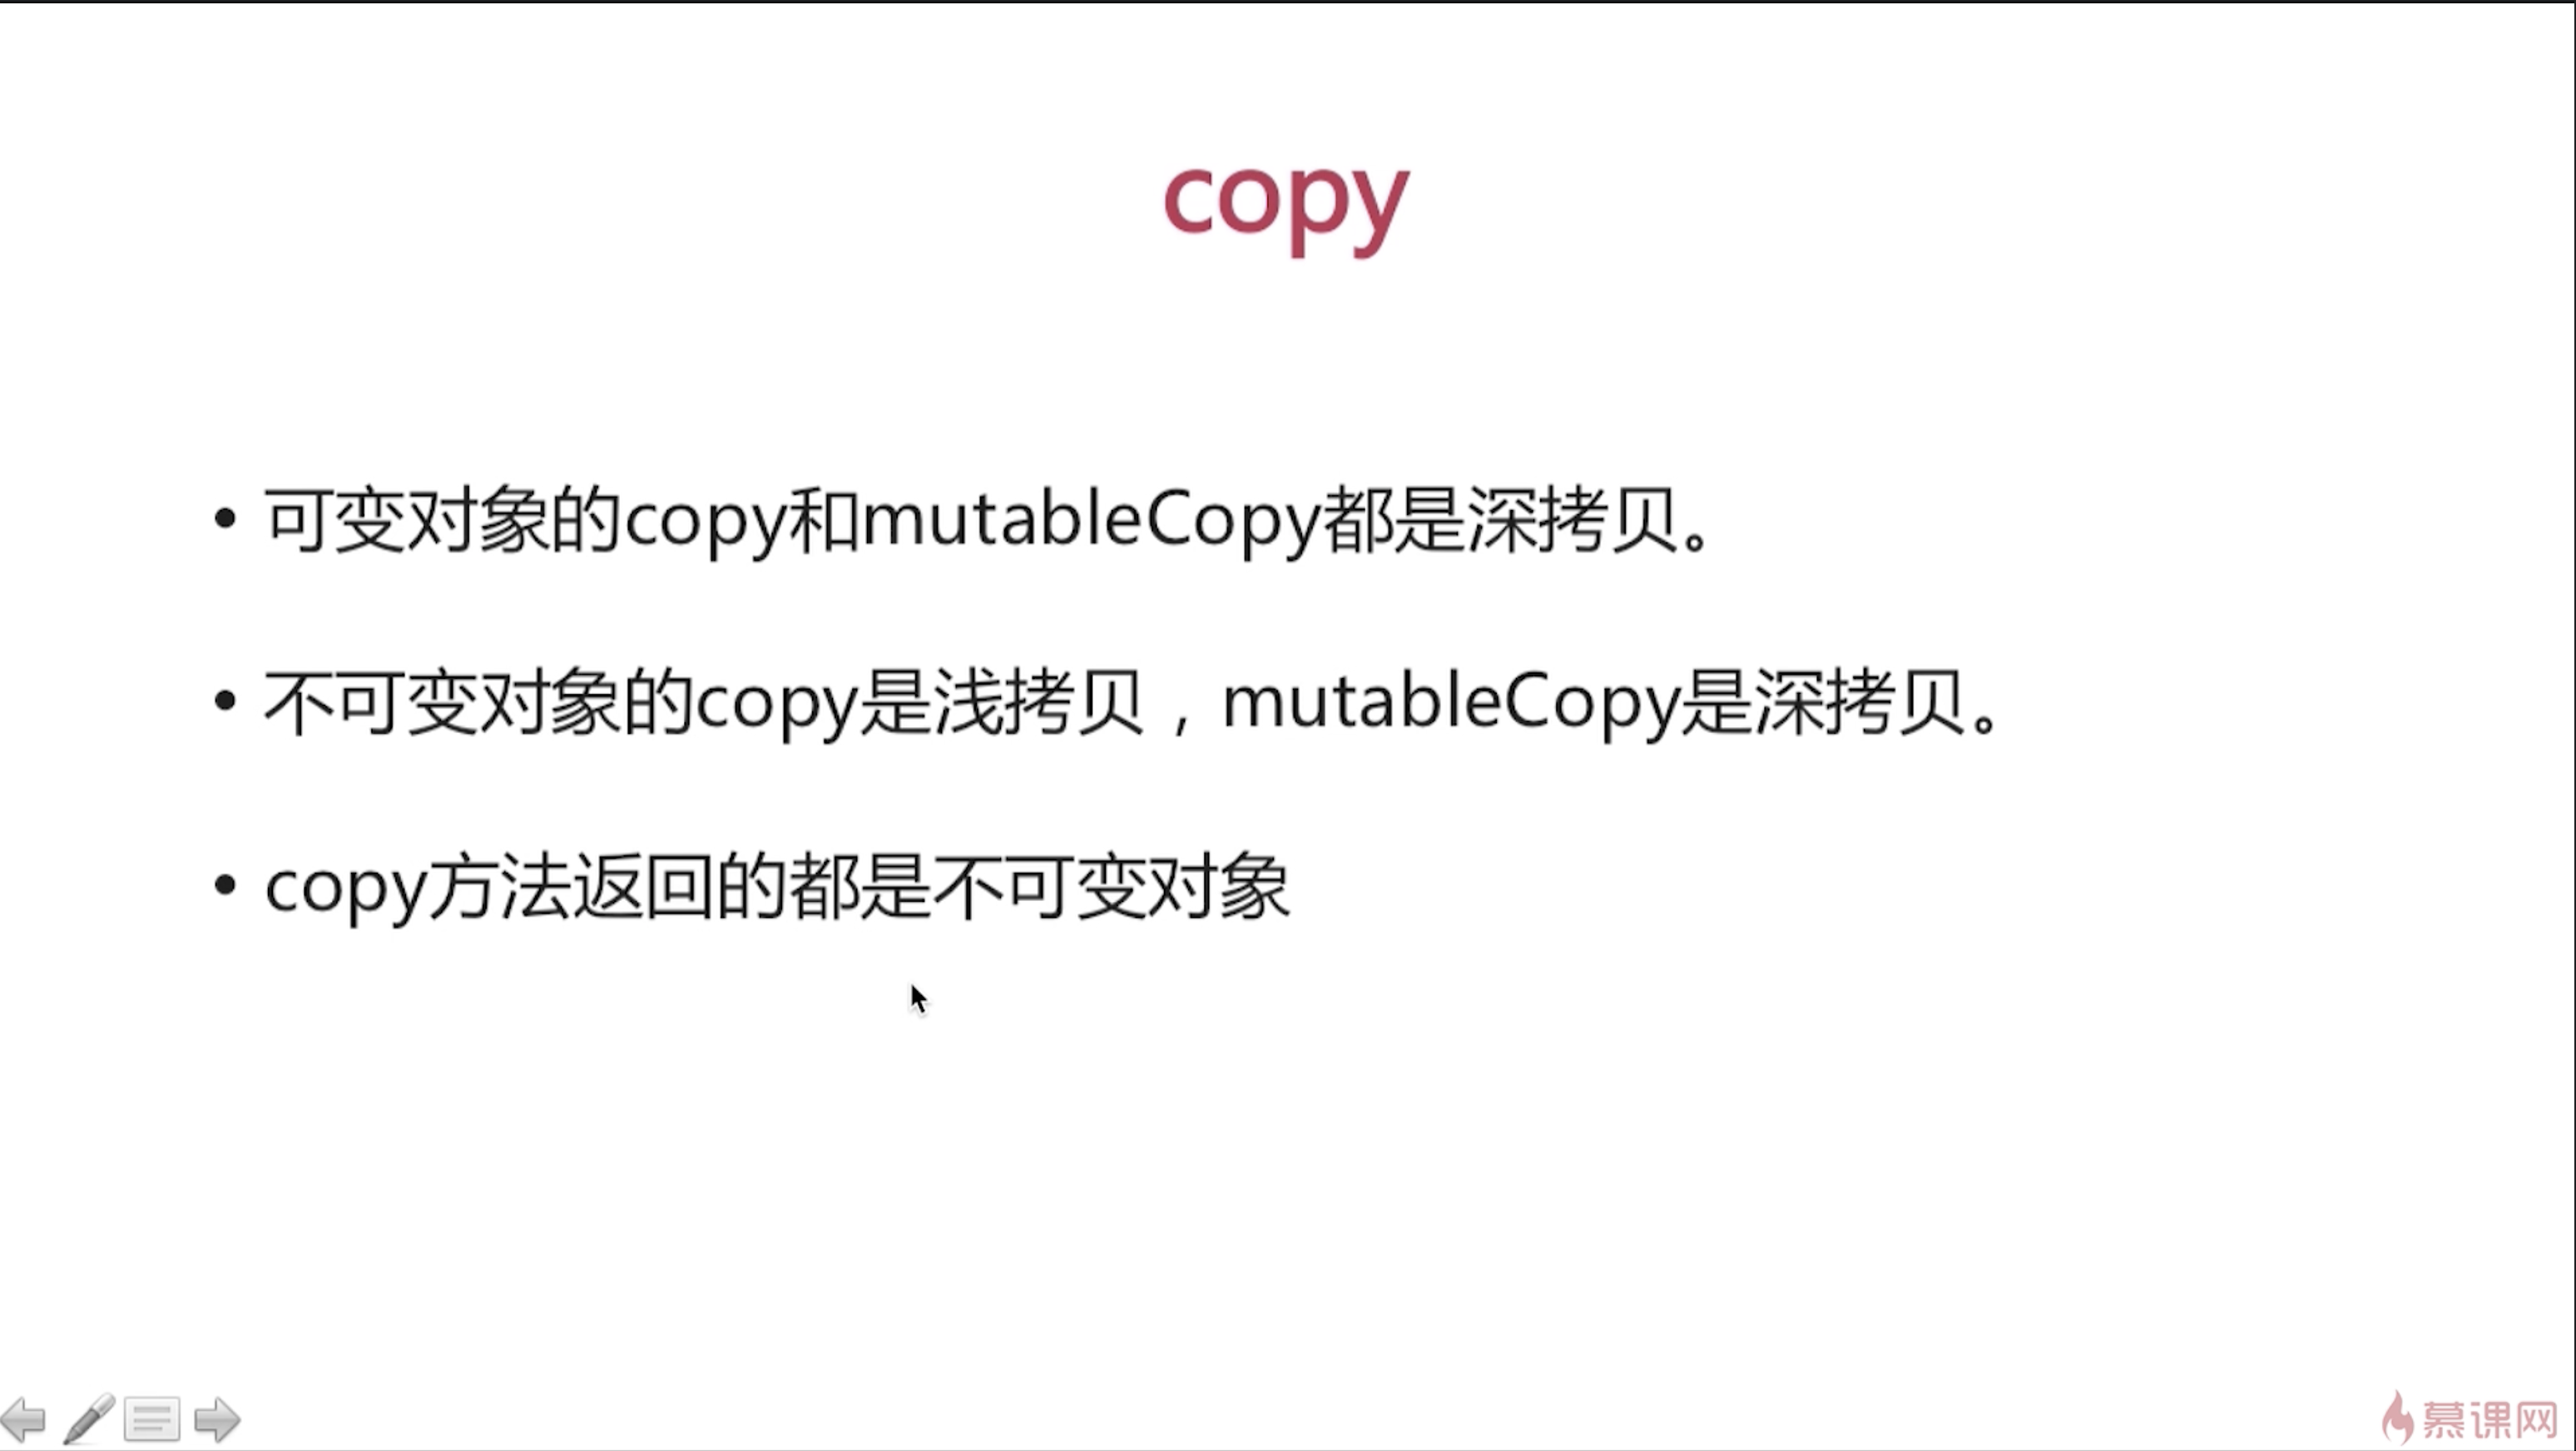 copy
• 可变对象的copy和mutableCopy都是深拷贝。
• 不可变对象的copy是浅拷贝，mutableCopy是深拷贝。
• copy方法返回的都是不可变对象
慕课网